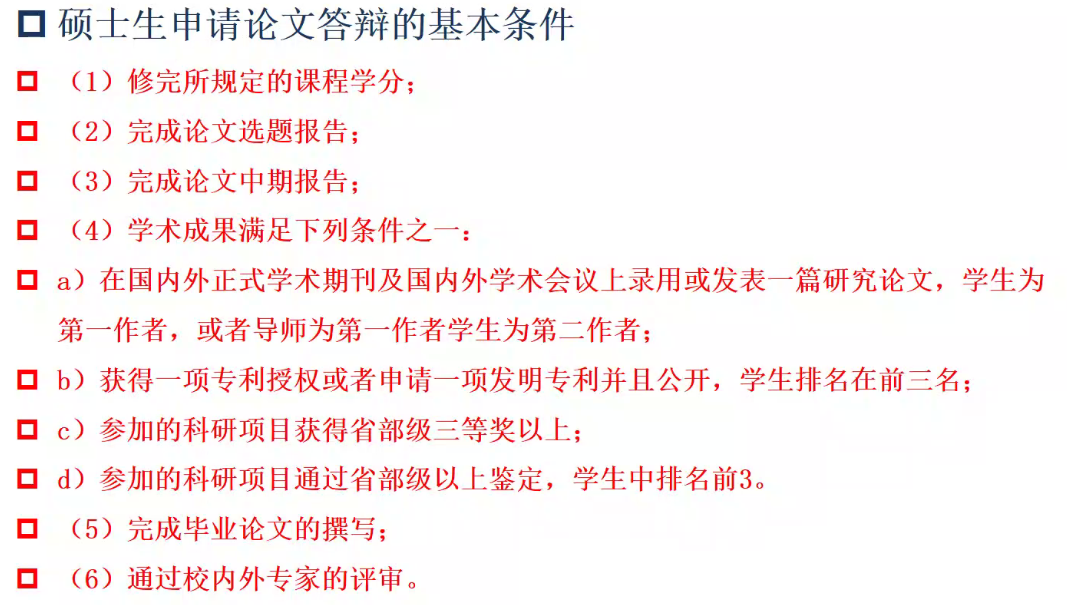 硕士生申请论文答辩的基本条件
（1）修完所规定的课程学分；
（2）完成论文选题报告；
（3）完成论文中期报告；
（4）学术成果满足下列条件之一：
a）在国内外正式学术期刊及国内外学术会议上录用或发表一篇研究论文，学生为
第一作者，或者导师为第一作者学生为第二作者；
b）获得一项专利授权或者申请一项发明专利并且公开，学生排名在前三名；
c）参加的科研项目获得省部级三等奖以上；
d）参加的科研项目通过省部级以上鉴定，学生中排名前3。
（5）完成毕业论文的撰写；
（6）通过校内外专家的评审。